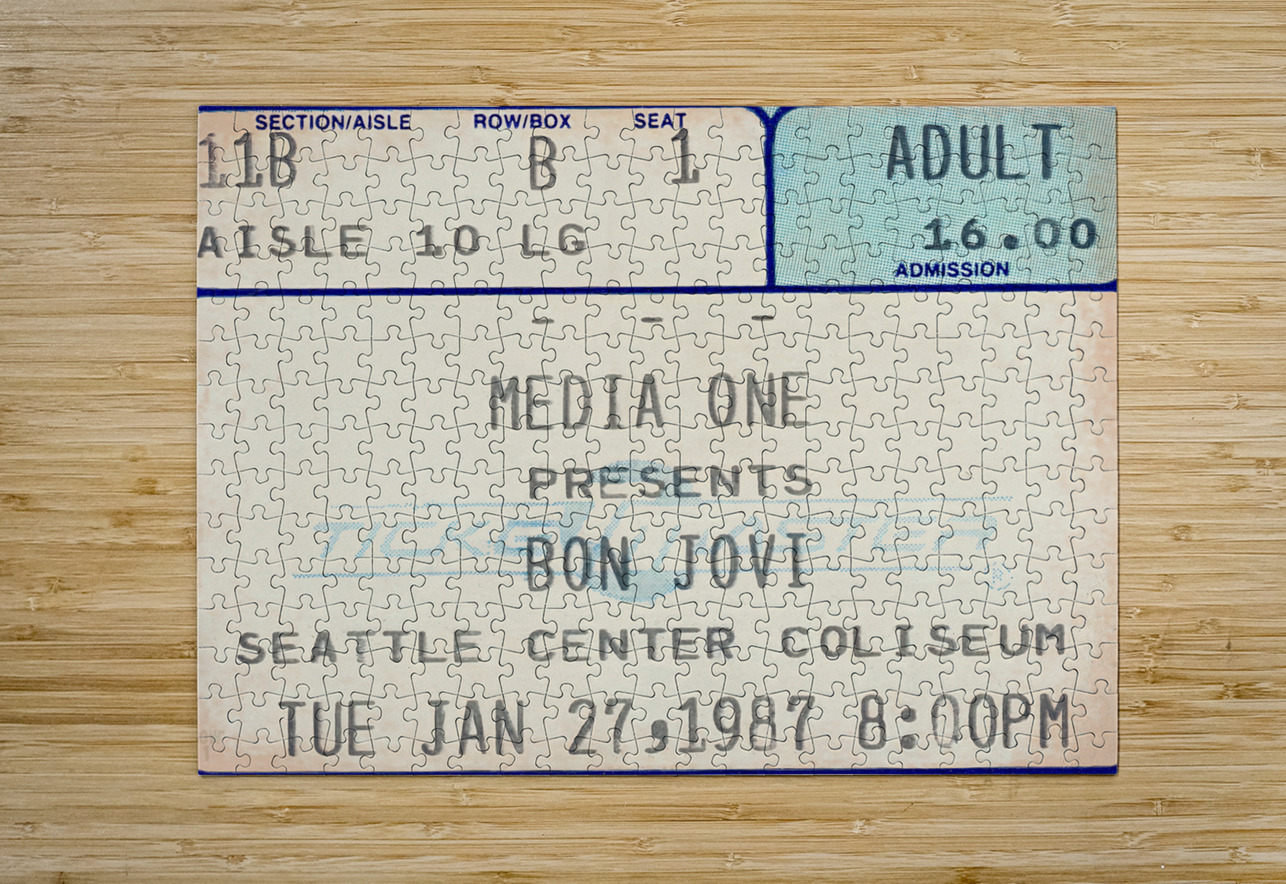 SECTION/AISLE ROW/BOX SEAT
11B B 1
ADULT
AISLE 10 LG
16.00
ADMISSION
- - -
MEDIA ONE
PRESENTS
TICKETMASTER ®
BON JOVI
SEATTLE CENTER COLISEUM
TUE JAN 27,1987 8:00PM